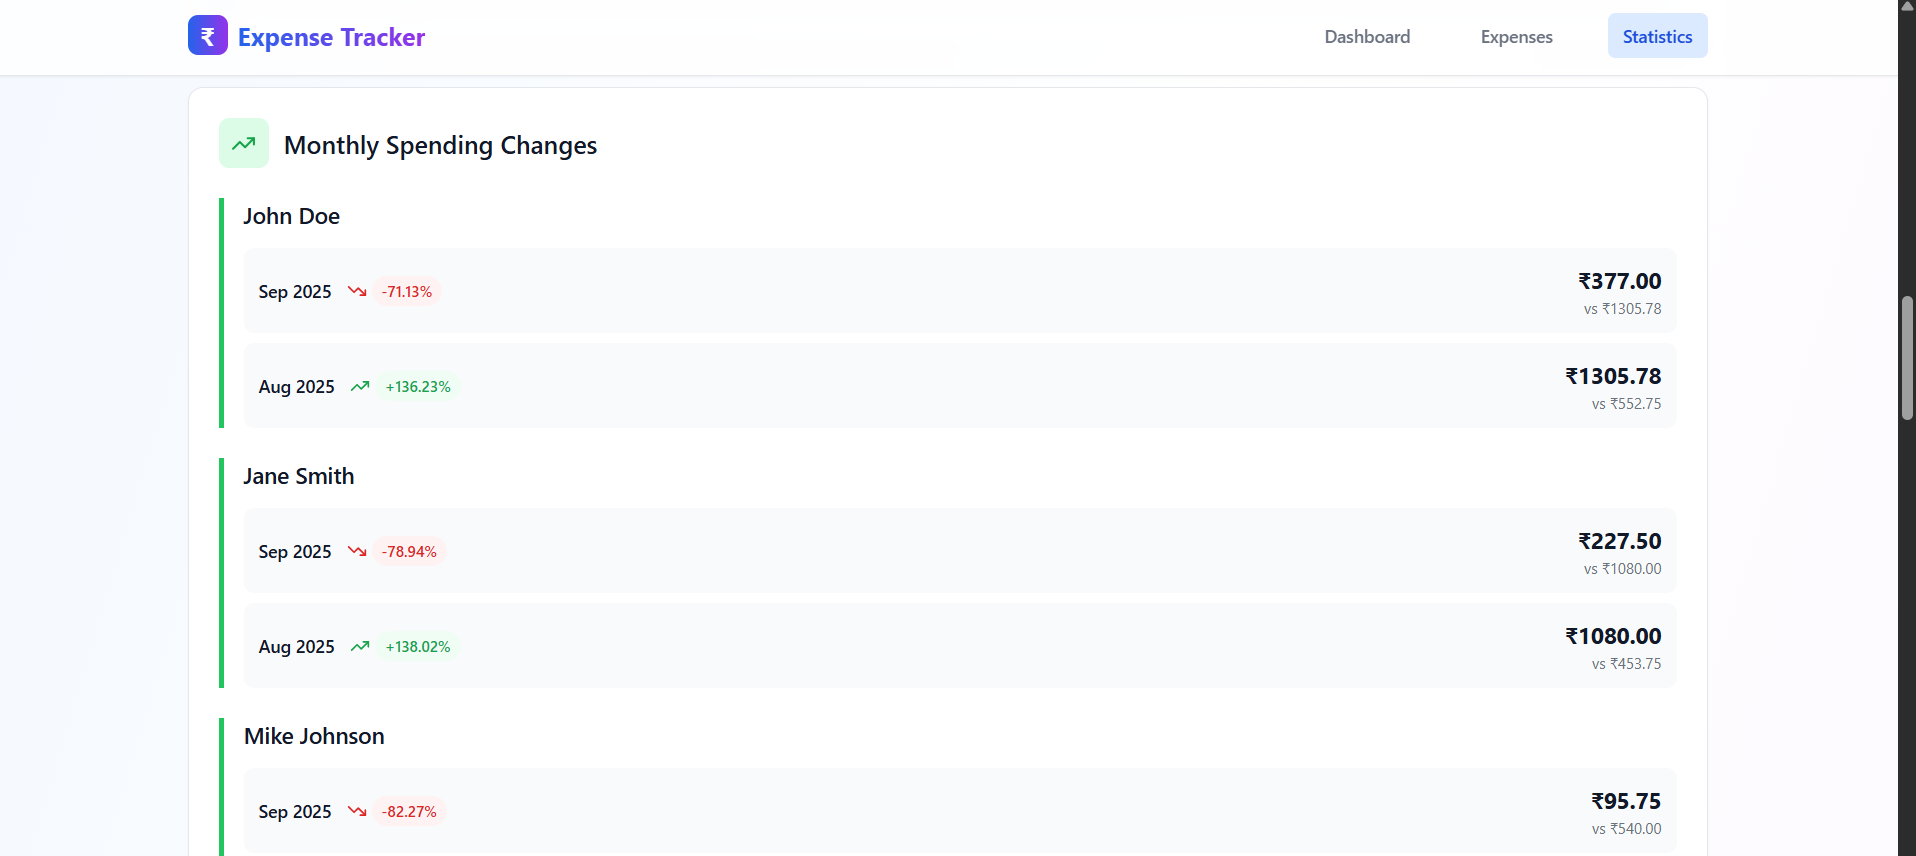 ₹ Expense Tracker Dashboard Expenses Statistics
Monthly Spending Changes
John Doe
Sep 2025 -71.13% ₹377.00
vs ₹1305.78
Aug 2025 +136.23% ₹1305.78
vs ₹552.75
Jane Smith
Sep 2025 -78.94% ₹227.50
vs ₹1080.00
Aug 2025 +138.02% ₹1080.00
vs ₹453.75
Mike Johnson
Sep 2025 -82.27% ₹95.75
vs ₹540.00